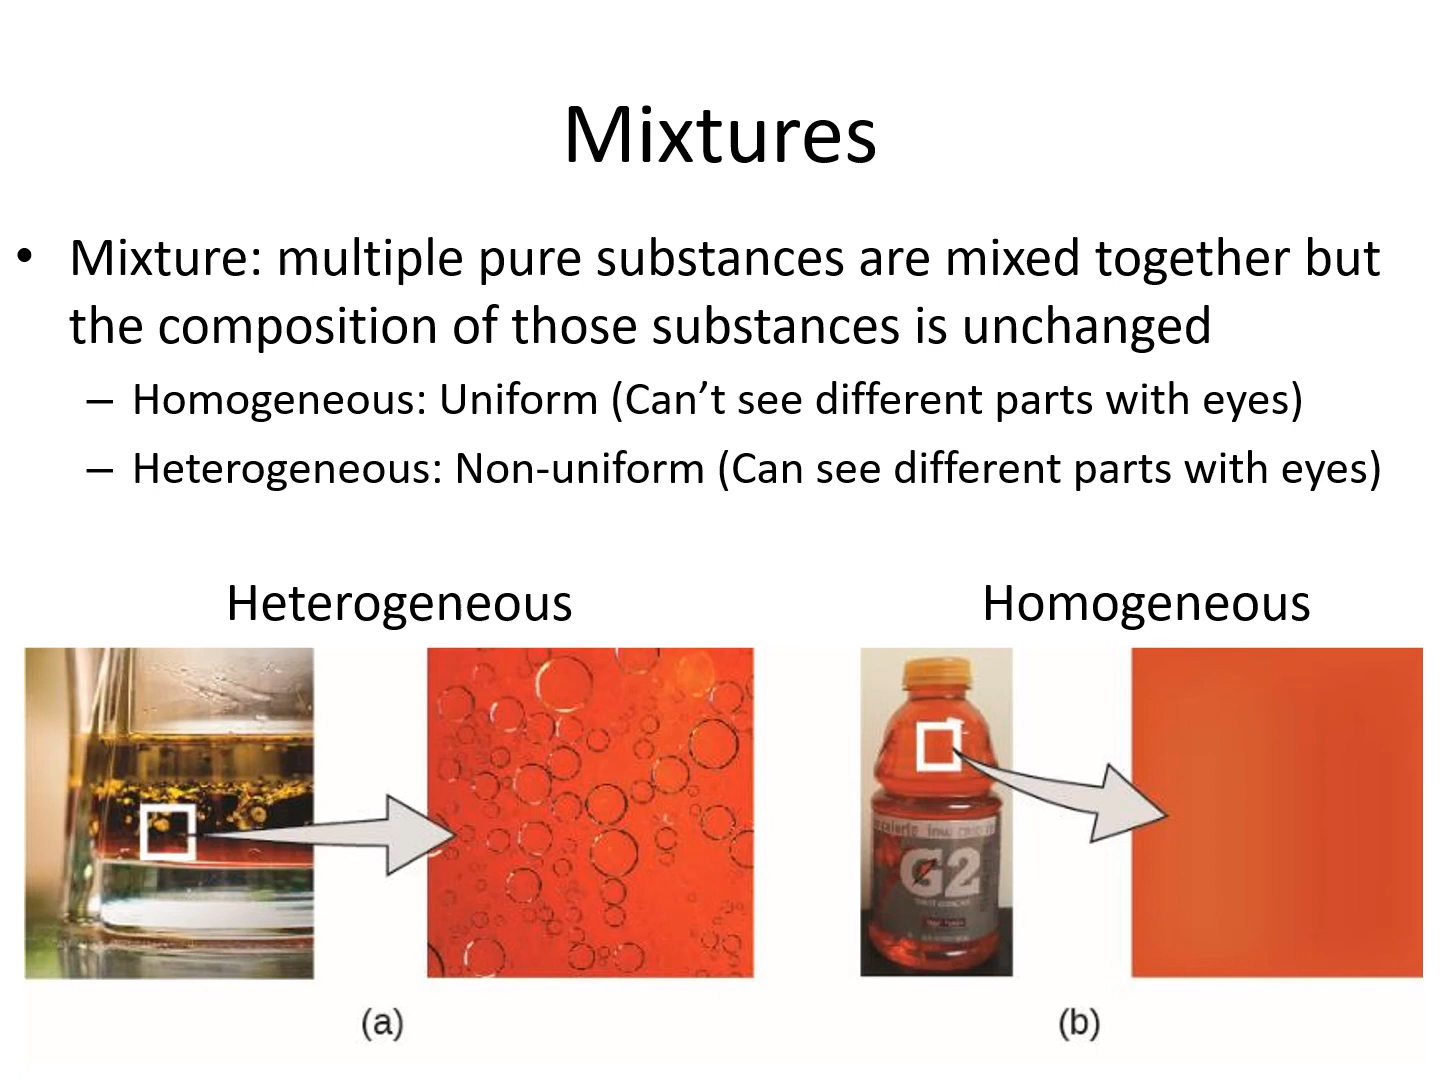 Mixtures
• Mixture: multiple pure substances are mixed together but
the composition of those substances is unchanged
– Homogeneous: Uniform (Can’t see different parts with eyes)
– Heterogeneous: Non-uniform (Can see different parts with eyes)
Heterogeneous
Homogeneous
low
G2
(a)
(b)